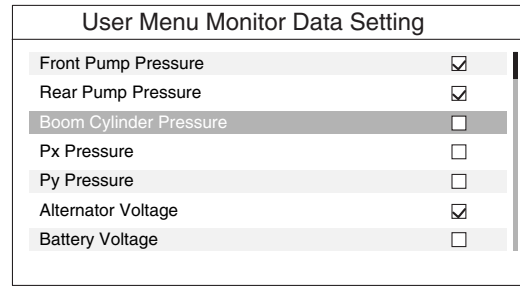 User Menu Monitor Data Setting
Front Pump Pressure
Rear Pump Pressure
Boom Cylinder Pressure
Px Pressure
Py Pressure
Alternator Voltage
Battery Voltage